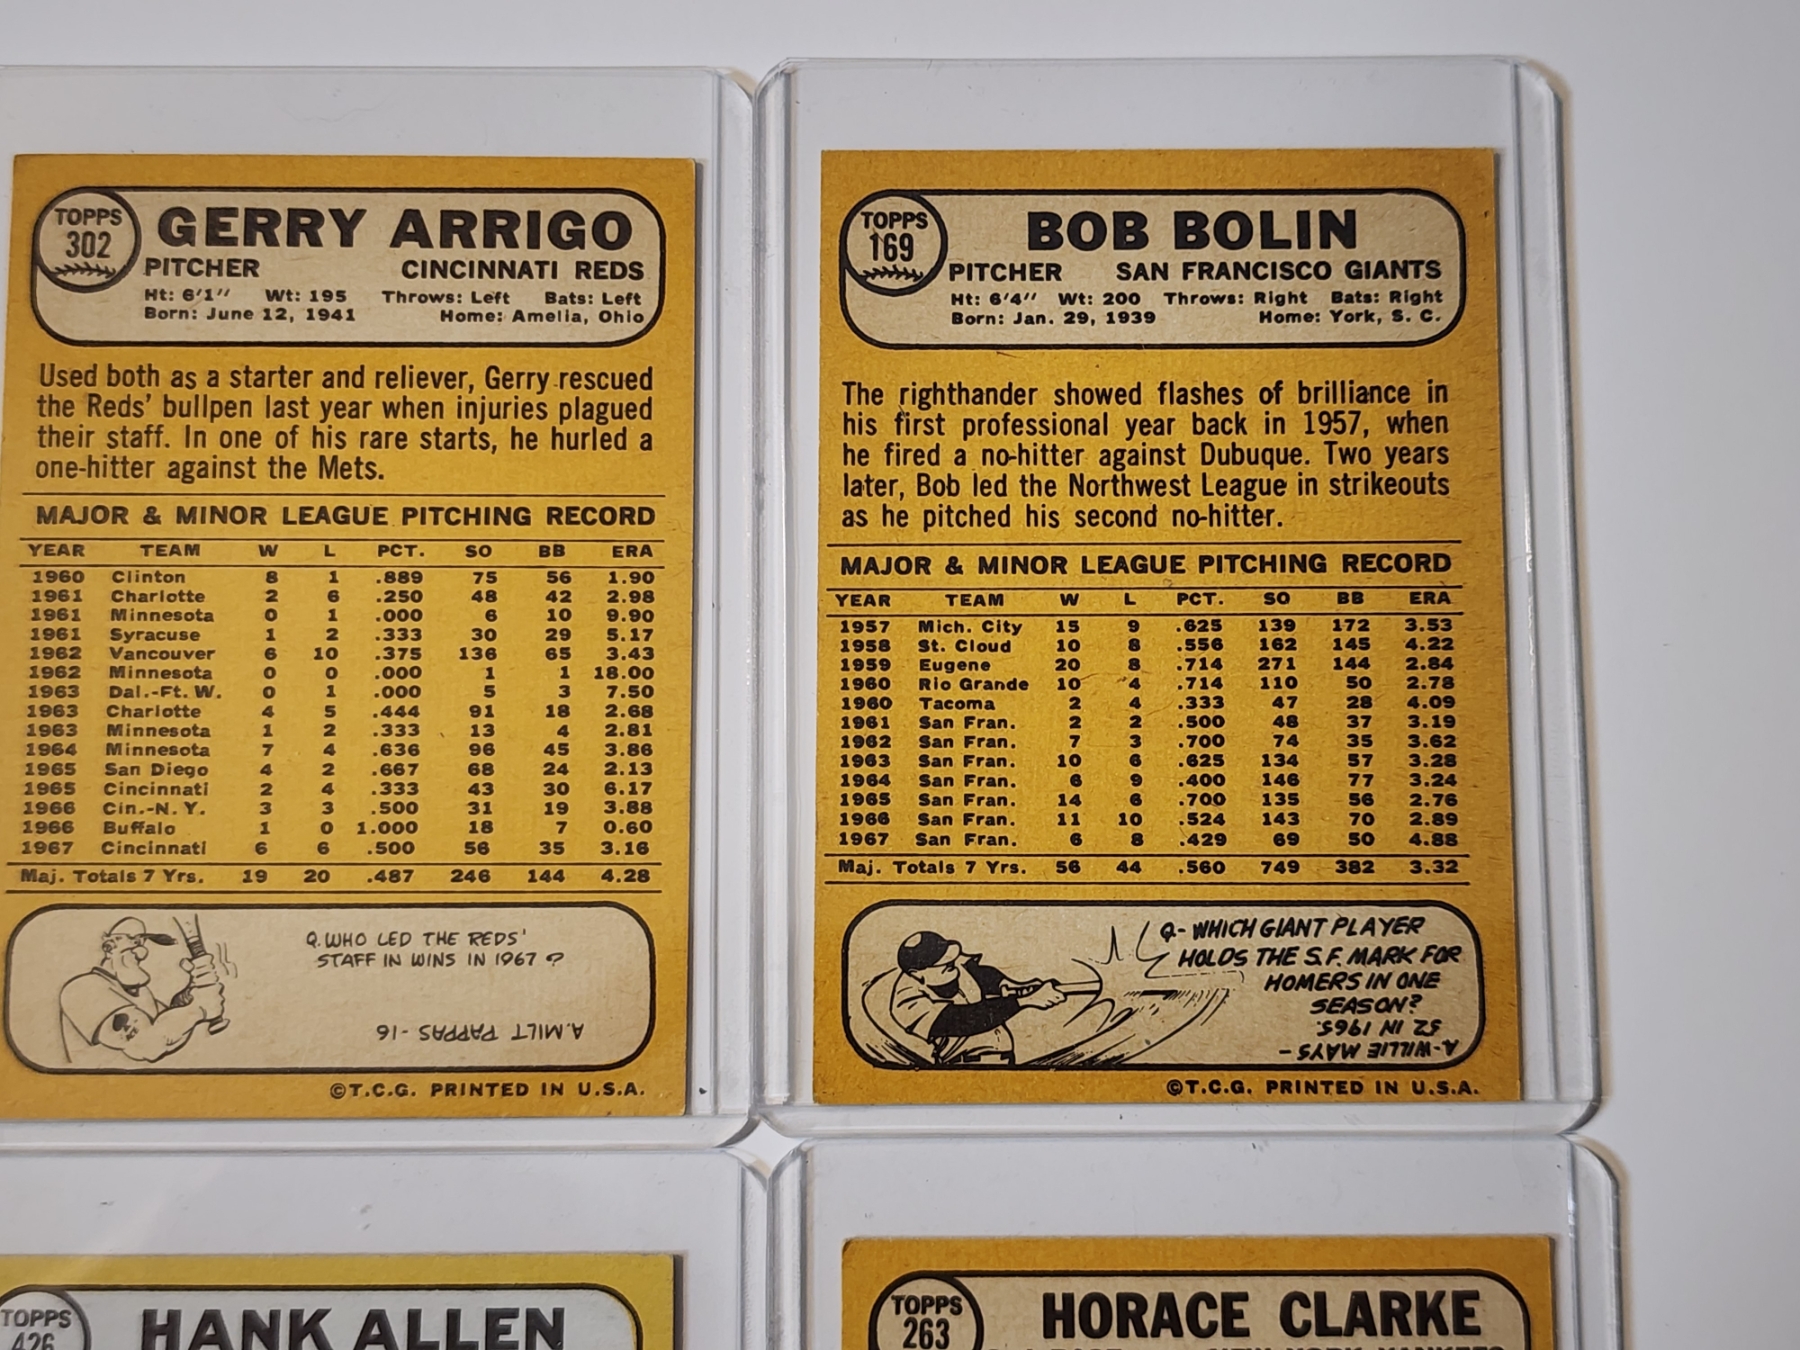 TOPPS
302
GERRY ARRIGO
PITCHER CINCINNATI REDS
Ht: 6'1" Wt: 195 Throws: Left Bats: Left
Born: June 12, 1941 Home: Amelia, Ohio
Used both as a starter and reliever, Gerry rescued
the Reds' bullpen last year when injuries plagued
their staff. In one of his rare starts, he hurled a
one-hitter against the Mets.
MAJOR & MINOR LEAGUE PITCHING RECORD
YEAR TEAM W L PCT. SO BB ERA
1960 Clinton 8 1 .889 75 56 1.90
1961 Charlotte 2 6 .250 48 42 2.98
1961 Minnesota 0 1 .000 6 10 9.90
1961 Syracuse 1 2 .333 30 29 5.17
1962 Vancouver 6 10 .375 136 65 3.43
1962 Minnesota 0 0 .000 1 1 18.00
1963 Dal.-Ft. W. 0 1 .000 5 3 7.50
1963 Charlotte 4 5 .444 91 18 2.68
1963 Minnesota 1 2 .333 13 4 2.81
1964 Minnesota 7 4 .636 96 45 3.86
1965 San Diego 4 2 .667 68 24 2.13
1965 Cincinnati 2 4 .333 43 30 6.17
1966 Cin.-N. Y. 3 3 .500 31 19 3.88
1966 Buffalo 1 0 1.000 18 7 0.60
1967 Cincinnati 6 6 .500 56 35 3.16
Maj. Totals 7 Yrs. 19 20 .487 246 144 4.28
Q. WHO LED THE REDS'
STAFF IN WINS IN 1967?
A. MILT PAPPAS - 16
©T.C.G. PRINTED IN U.S.A.
TOPPS
169
BOB BOLIN
PITCHER SAN FRANCISCO GIANTS
Ht: 6'4" Wt: 200 Throws: Right Bats: Right
Born: Jan. 29, 1939 Home: York, S. C.
The righthander showed flashes of brilliance in
his first professional year back in 1957, when
he fired a no-hitter against Dubuque. Two years
later, Bob led the Northwest League in strikeouts
as he pitched his second no-hitter.
MAJOR & MINOR LEAGUE PITCHING RECORD
YEAR TEAM W L PCT. SO BB ERA
1957 Mich. City 15 9 .625 139 172 3.53
1958 St. Cloud 10 8 .556 162 145 4.22
1959 Eugene 20 8 .714 271 144 2.84
1960 Rio Grande 10 4 .714 110 50 2.78
1960 Tacoma 2 4 .333 47 28 4.09
1961 San Fran. 2 2 .500 48 37 3.19
1962 San Fran. 7 3 .700 74 35 3.62
1963 San Fran. 10 6 .625 134 57 3.28
1964 San Fran. 6 9 .400 146 77 3.24
1965 San Fran. 14 6 .700 135 56 2.76
1966 San Fran. 11 10 .524 143 70 2.89
1967 San Fran. 6 8 .429 69 50 4.88
Maj. Totals 7 Yrs. 56 44 .560 749 382 3.32
Q- WHICH GIANT PLAYER
HOLDS THE S.F. MARK FOR
HOMERS IN ONE
SEASON?
A-WILLIE MAYS -
52 IN 1965.
©T.C.G. PRINTED IN U.S.A.
TOPPS
426
HANK ALLEN
TOPPS
263
HORACE CLARKE
NEW YORK YANKEES